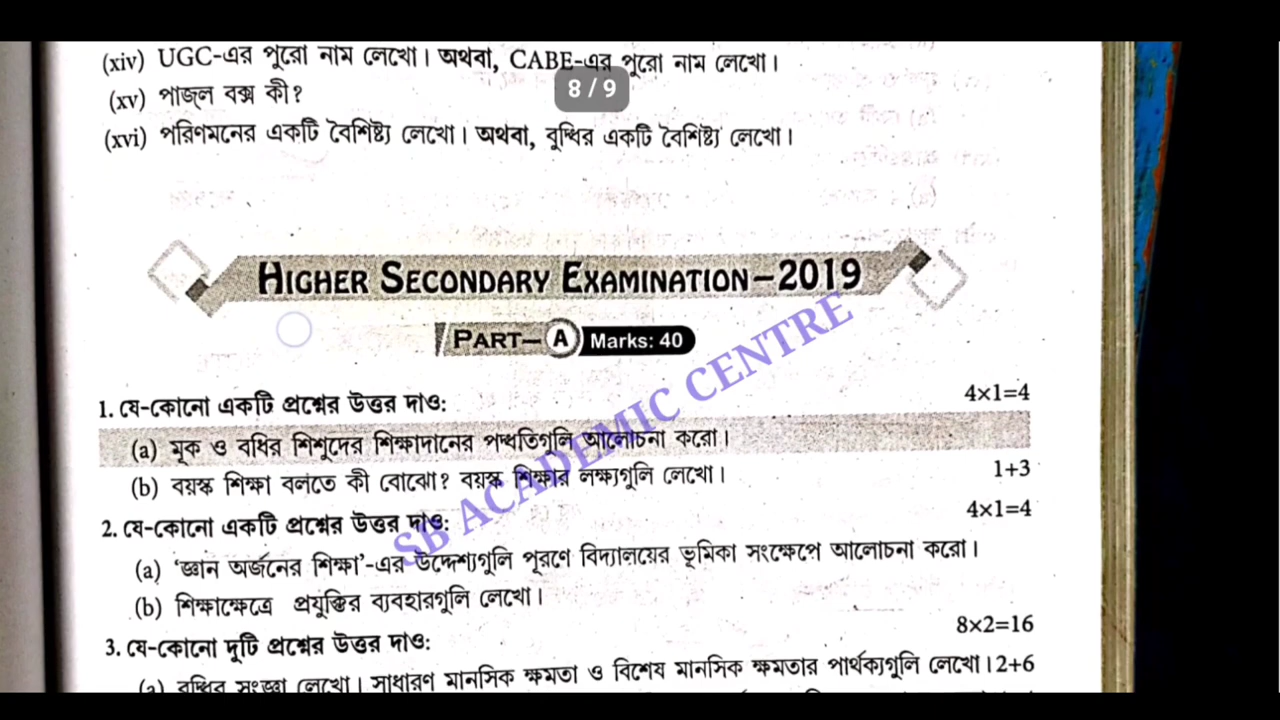 (xiv) UGC-এর পুরো নাম লেখো। অথবা, CABE-এর পুরো নাম লেখো।
8 / 9
(xv) পাজ্‌ল বক্স কী?
(xvi) পরিণমনের একটি বৈশিষ্ট্য লেখো। অথবা, বুদ্ধির একটি বৈশিষ্ট্য লেখো।
HIGHER SECONDARY EXAMINATION–2019
PART– A Marks: 40
1. যে-কোনো একটি প্রশ্নের উত্তর দাও: 4×1=4
(a) মূক ও বধির শিশুদের শিক্ষাদানের পদ্ধতিগুলি আলোচনা করো।
(b) বয়স্ক শিক্ষা বলতে কী বোঝো? বয়স্ক শিক্ষার লক্ষ্যগুলি লেখো। 1+3
2. যে-কোনো একটি প্রশ্নের উত্তর দাও: 4×1=4
(a) ‘জ্ঞান অর্জনের শিক্ষা’-এর উদ্দেশ্যগুলি পূরণে বিদ্যালয়ের ভূমিকা সংক্ষেপে আলোচনা করো।
(b) শিক্ষাক্ষেত্রে প্রযুক্তির ব্যবহারগুলি লেখো।
3. যে-কোনো দুটি প্রশ্নের উত্তর দাও: 8×2=16
(a) বুদ্ধির সংজ্ঞা লেখো। সাধারণ মানসিক ক্ষমতা ও বিশেষ মানসিক ক্ষমতার পার্থক্যগুলি লেখো। 2+6
SB ACADEMIC CENTRE